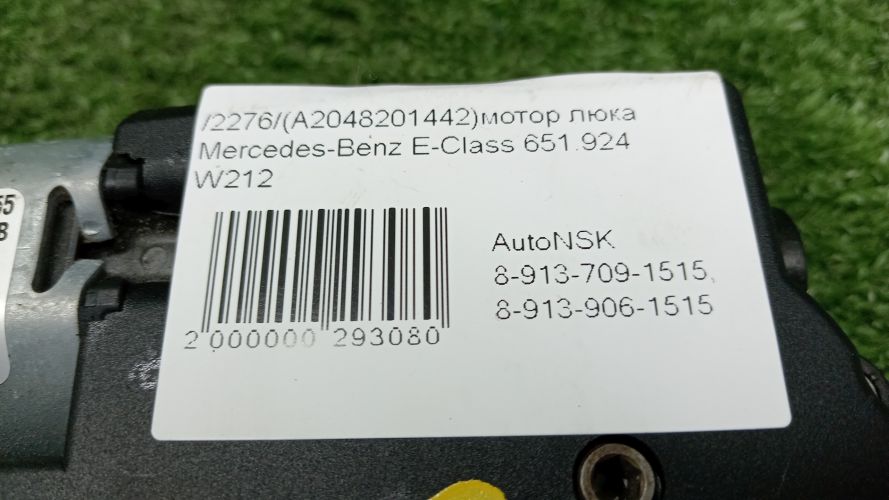 /2276/(A2048201442)мотор люка
Mercedes-Benz E-Class 651.924
W212
AutoNSK
8-913-709-1515,
8-913-906-1515
2 000000 293080